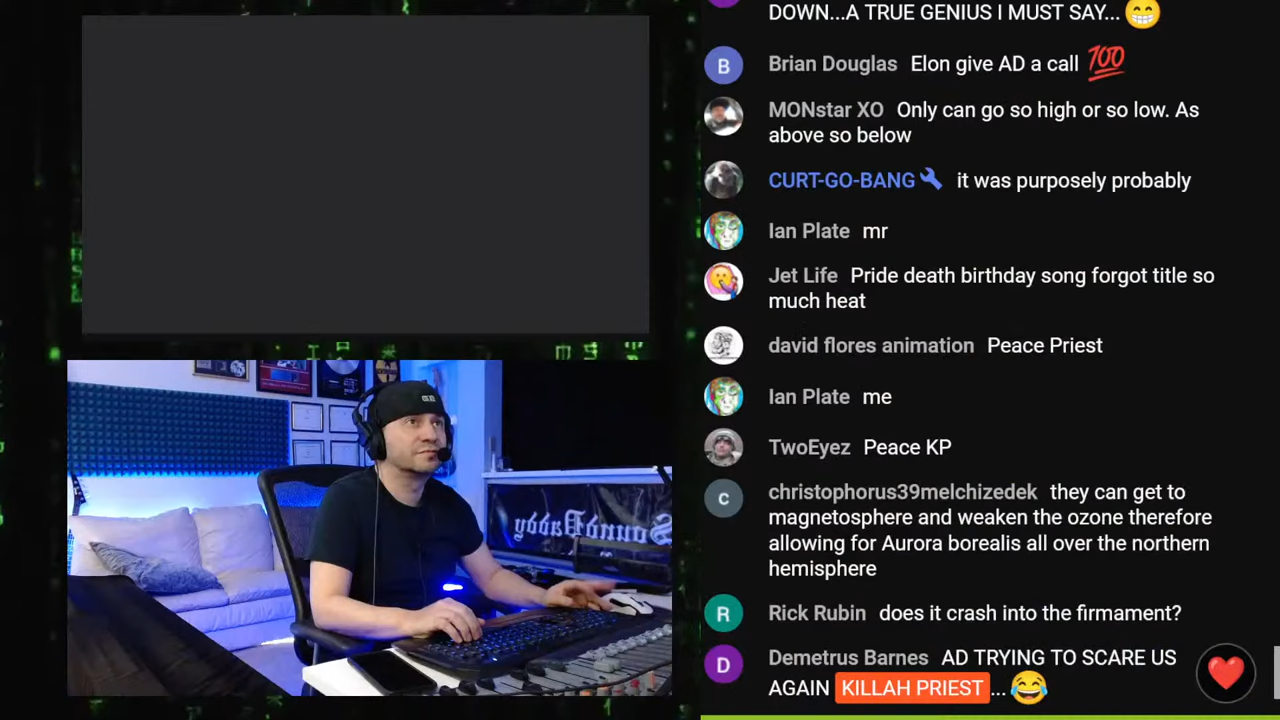 DOWN...A TRUE GENIUS I MUST SAY...😁
Brian Douglas Elon give AD a call 💯
MONstar XO Only can go so high or so low. As
above so below
CURT-GO-BANG it was purposely probably
Ian Plate mr
Jet Life Pride death birthday song forgot title so
much heat
david flores animation Peace Priest
Ian Plate me
TwoEyez Peace KP
christophorus39melchizedek they can get to
magnetosphere and weaken the ozone therefore
allowing for Aurora borealis all over the northern
hemisphere
Rick Rubin does it crash into the firmament?
Demetrus Barnes AD TRYING TO SCARE US
AGAIN KILLAH PRIEST...😂
B
C
R
D
SoundDaddy